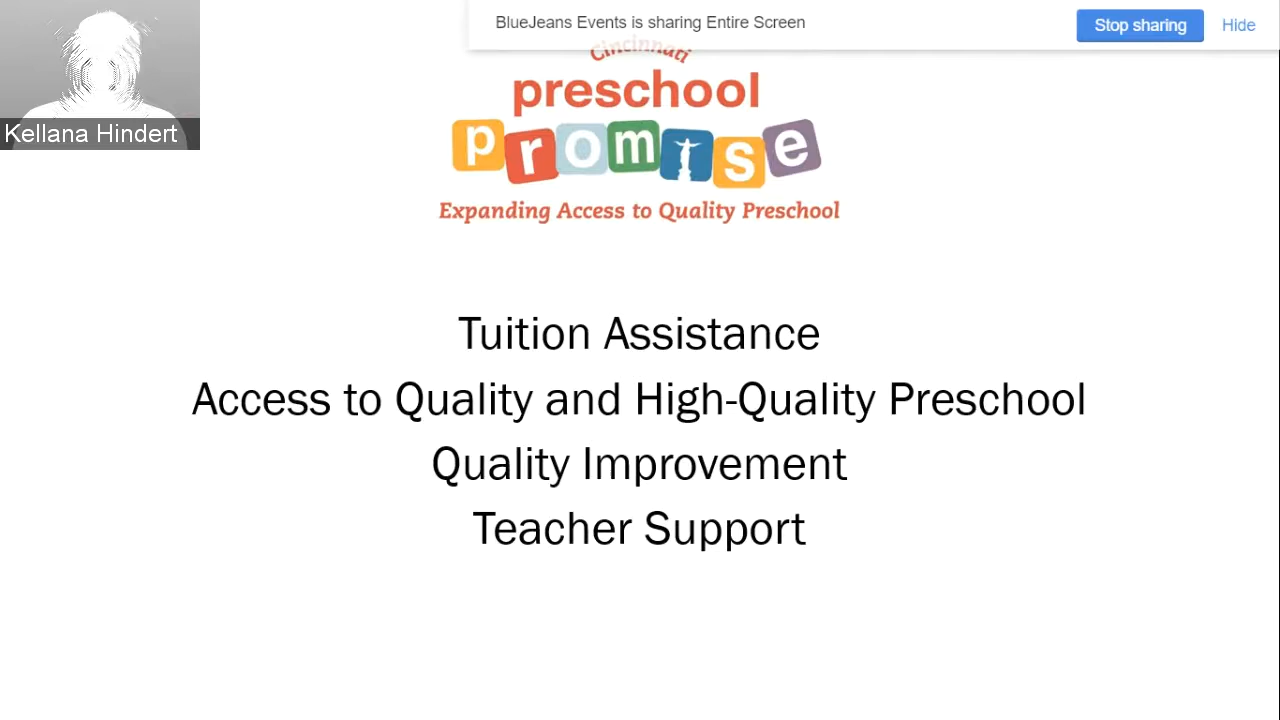 BlueJeans Events is sharing Entire Screen
Stop sharing
Hide
Kellana Hindert
Cincinnati
preschool
promise
Expanding Access to Quality Preschool
Tuition Assistance
Access to Quality and High-Quality Preschool
Quality Improvement
Teacher Support